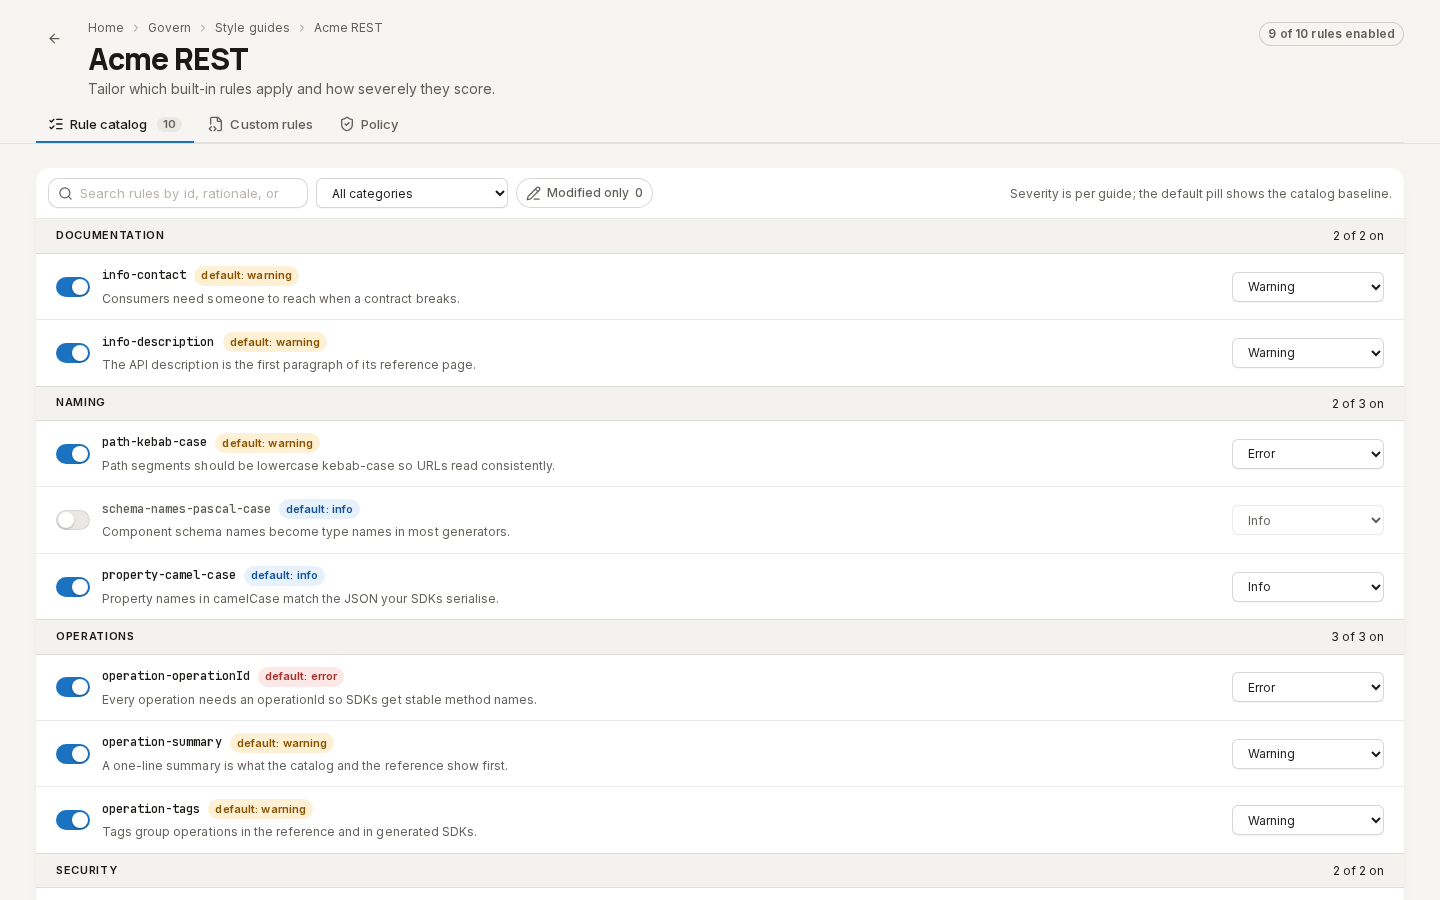 Home > Govern > Style guides > Acme REST
9 of 10 rules enabled
Acme REST
Tailor which built-in rules apply and how severely they score.
Rule catalog 10 Custom rules Policy
Search rules by id, rationale, or
All categories
Modified only 0
Severity is per guide; the default pill shows the catalog baseline.
DOCUMENTATION 2 of 2 on
info-contact default: warning
Consumers need someone to reach when a contract breaks.
Warning
info-description default: warning
The API description is the first paragraph of its reference page.
Warning
NAMING 2 of 3 on
path-kebab-case default: warning
Path segments should be lowercase kebab-case so URLs read consistently.
Error
schema-names-pascal-case default: info
Component schema names become type names in most generators.
Info
property-camel-case default: info
Property names in camelCase match the JSON your SDKs serialise.
Info
OPERATIONS 3 of 3 on
operation-operationId default: error
Every operation needs an operationId so SDKs get stable method names.
Error
operation-summary default: warning
A one-line summary is what the catalog and the reference show first.
Warning
operation-tags default: warning
Tags group operations in the reference and in generated SDKs.
Warning
SECURITY 2 of 2 on